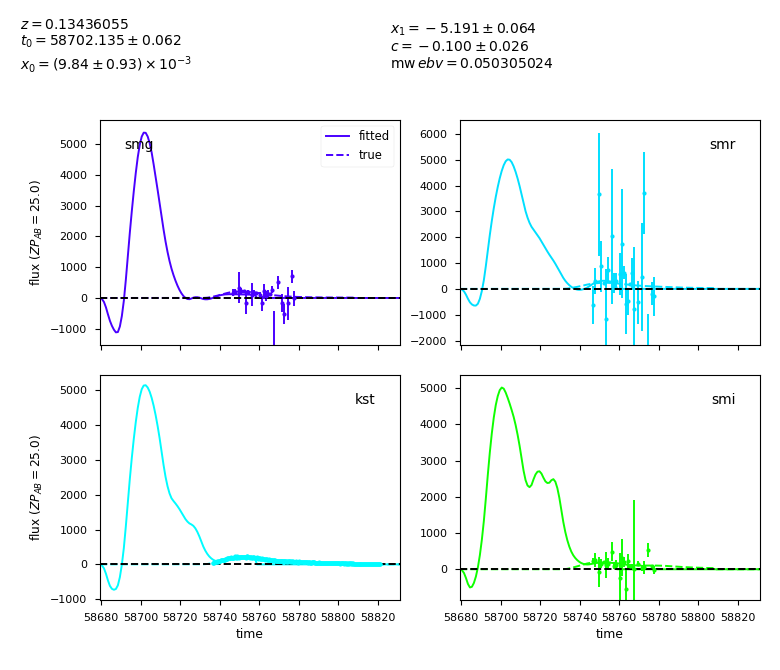 z = 0.13436055
t₀ = 58702.135 ± 0.062
x₀ = (9.84 ± 0.93) × 10⁻³
x₁ = −5.191 ± 0.064
c = −0.100 ± 0.026
mw ebv = 0.050305024
smg
fitted
true
5000
4000
3000
2000
1000
0
−1000
flux (ZP_AB = 25.0)
smr
6000
5000
4000
3000
2000
1000
0
−1000
−2000
kst
5000
4000
3000
2000
1000
0
−1000
flux (ZP_AB = 25.0)
58680 58700 58720 58740 58760 58780 58800 58820
time
smi
5000
4000
3000
2000
1000
0
58680 58700 58720 58740 58760 58780 58800 58820
time